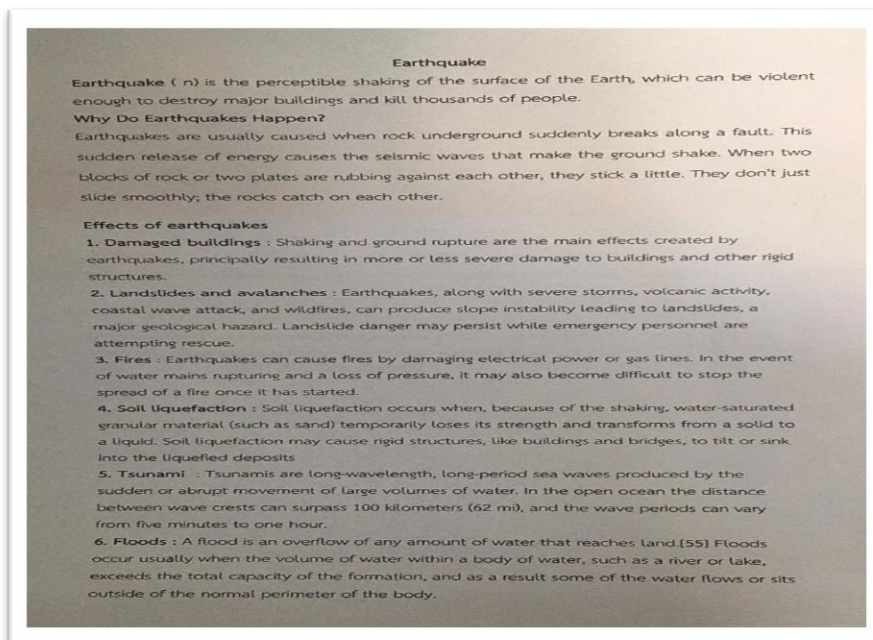 Earthquake
Earthquake ( n) is the perceptible shaking of the surface of the Earth, which can be violent
enough to destroy major buildings and kill thousands of people.
Why Do Earthquakes Happen?
Earthquakes are usually caused when rock underground suddenly breaks along a fault. This
sudden release of energy causes the seismic waves that make the ground shake. When two
blocks of rock or two plates are rubbing against each other, they stick a little. They don't just
slide smoothly; the rocks catch on each other.
Effects of earthquakes
1. Damaged buildings : Shaking and ground rupture are the main effects created by
earthquakes, principally resulting in more or less severe damage to buildings and other rigid
structures.
2. Landslides and avalanches : Earthquakes, along with severe storms, volcanic activity,
coastal wave attack, and wildfires, can produce slope instability leading to landslides, a
major geological hazard. Landslide danger may persist while emergency personnel are
attempting rescue.
3. Fires : Earthquakes can cause fires by damaging electrical power or gas lines. In the event
of water mains rupturing and a loss of pressure, it may also become difficult to stop the
spread of a fire once it has started.
4. Soil liquefaction : Soil liquefaction occurs when, because of the shaking, water-saturated
granular material (such as sand) temporarily loses its strength and transforms from a solid to
a liquid. Soil liquefaction may cause rigid structures, like buildings and bridges, to tilt or sink
into the liquefied deposits
5. Tsunami : Tsunamis are long-wavelength, long-period sea waves produced by the
sudden or abrupt movement of large volumes of water. In the open ocean the distance
between wave crests can surpass 100 kilometers (62 mi), and the wave periods can vary
from five minutes to one hour.
6. Floods : A flood is an overflow of any amount of water that reaches land.[55] Floods
occur usually when the volume of water within a body of water, such as a river or lake,
exceeds the total capacity of the formation, and as a result some of the water flows or sits
outside of the normal perimeter of the body.